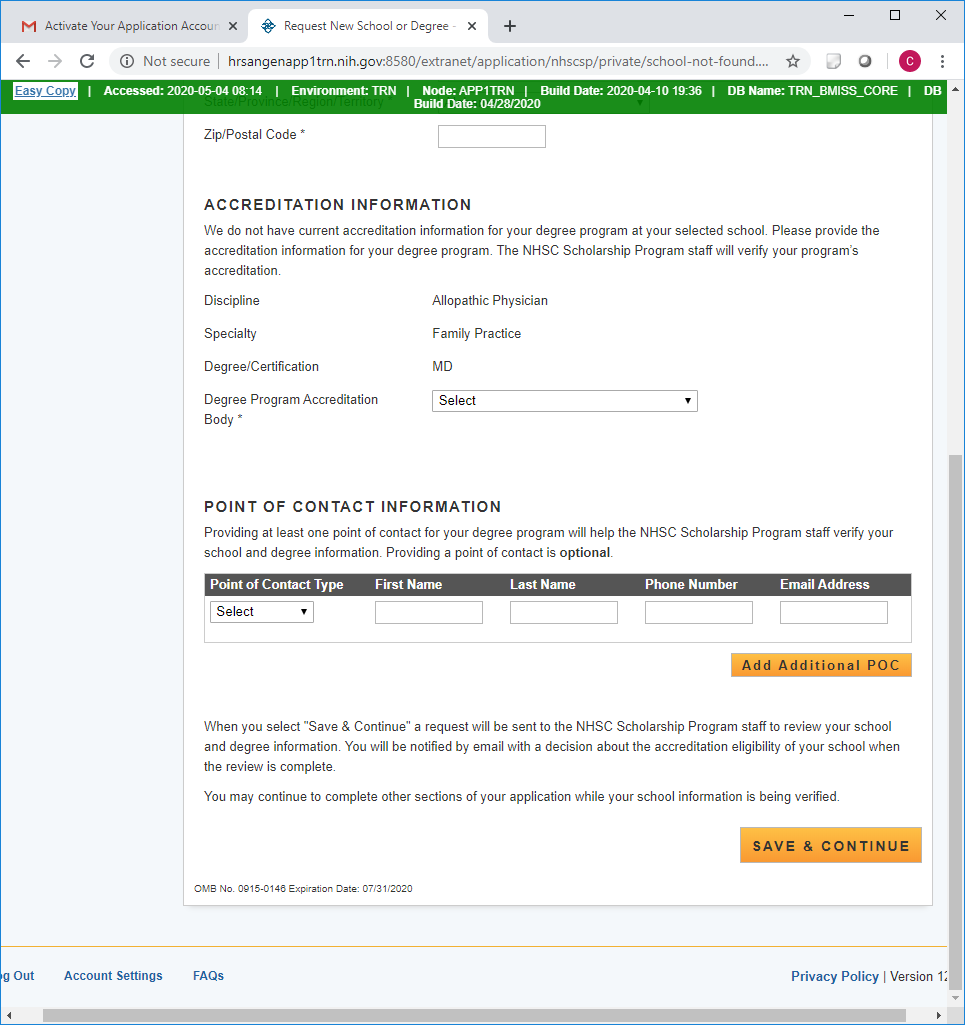 Activate Your Application Accoun
Request New School or Degree -
Not secure | hrsangenapp1trn.nih.gov:8580/extranet/application/nhscsp/private/school-not-found....
C
Easy Copy | Accessed: 2020-05-04 08:14 | Environment: TRN | Node: APP1TRN | Build Date: 2020-04-10 19:36 | DB Name: TRN_BMISS_CORE | DB
Build Date: 04/28/2020
State/Province/Region/Territory *
Zip/Postal Code *
ACCREDITATION INFORMATION
We do not have current accreditation information for your degree program at your selected school. Please provide the
accreditation information for your degree program. The NHSC Scholarship Program staff will verify your program's
accreditation.
Discipline Allopathic Physician
Specialty Family Practice
Degree/Certification MD
Degree Program Accreditation Select
Body *
POINT OF CONTACT INFORMATION
Providing at least one point of contact for your degree program will help the NHSC Scholarship Program staff verify your
school and degree information. Providing a point of contact is optional.
Point of Contact Type First Name Last Name Phone Number Email Address
Select
Add Additional POC
When you select "Save & Continue" a request will be sent to the NHSC Scholarship Program staff to review your school
and degree information. You will be notified by email with a decision about the accreditation eligibility of your school when
the review is complete.
You may continue to complete other sections of your application while your school information is being verified.
SAVE & CONTINUE
OMB No. 0915-0146 Expiration Date: 07/31/2020
og Out Account Settings FAQs Privacy Policy | Version 12